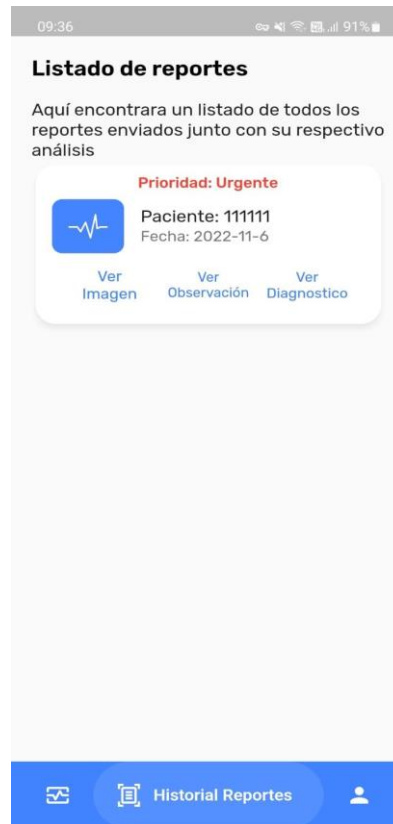 09:36
91%
Listado de reportes
Aquí encontrara un listado de todos los
reportes enviados junto con su respectivo
análisis
Prioridad: Urgente
Paciente: 111111
Fecha: 2022-11-6
Ver
Imagen
Ver
Observación
Ver
Diagnostico
Historial Reportes